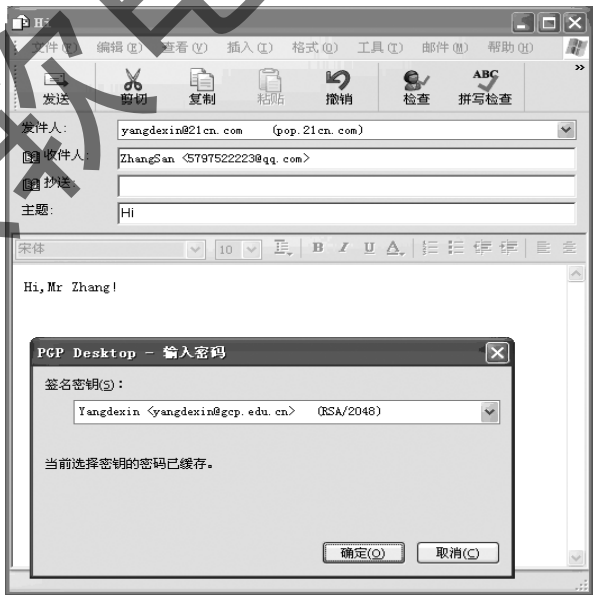 Hi
文件(F) 编辑(E) 查看(V) 插入(I) 格式(O) 工具(T) 邮件(M) 帮助(H)
发送 剪切 复制 粘贴 撤销 检查 拼写检查
发件人: yangdexin@21cn.com (pop.21cn.com)
收件人: ZhangSan <5797522223@qq.com>
抄送:
主题: Hi
宋体 10 B I U A
Hi,Mr Zhang!
PGP Desktop - 输入密码
签名密钥(S):
Yangdexin <yangdexin@gcp.edu.cn> (RSA/2048)
当前选择密钥的密码已缓存。
确定(O) 取消(C)